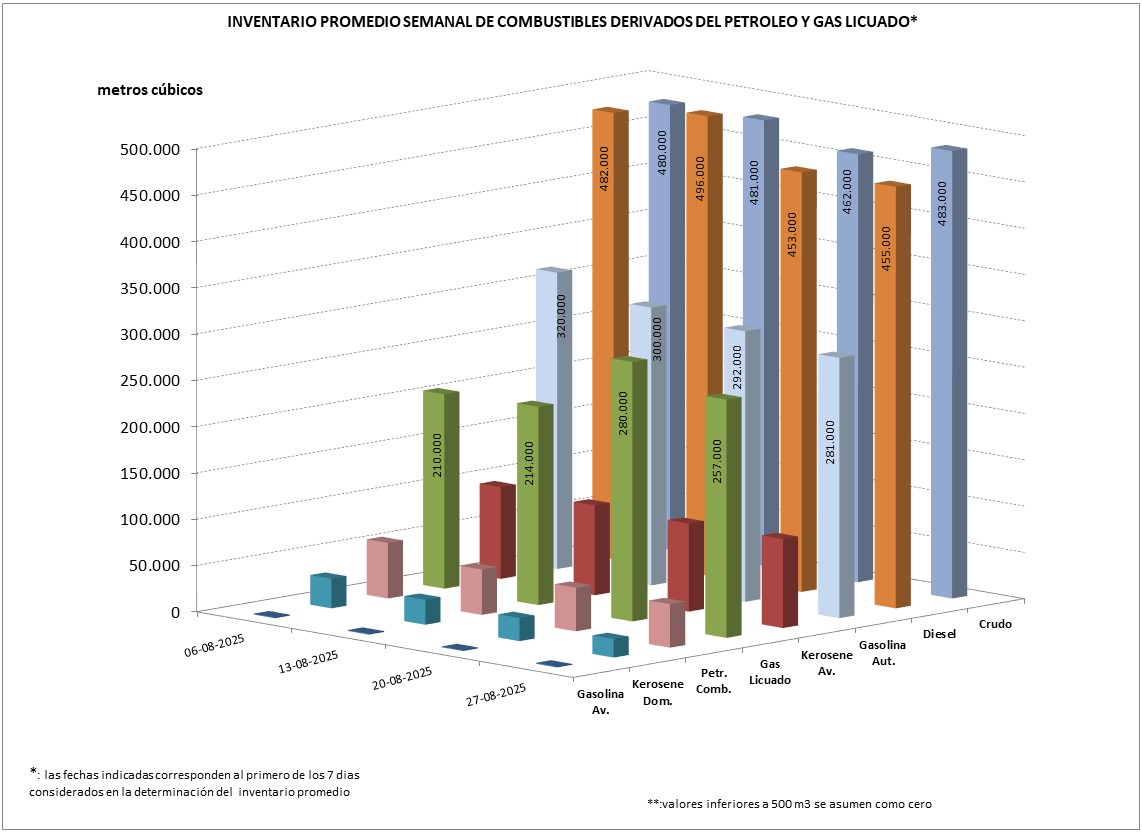 INVENTARIO PROMEDIO SEMANAL DE COMBUSTIBLES DERIVADOS DEL PETROLEO Y GAS LICUADO*
metros cúbicos
500.000
450.000
400.000
350.000
300.000
250.000
200.000
150.000
100.000
50.000
0
482.000
480.000
496.000
481.000
453.000
462.000
455.000
483.000
320.000
300.000
292.000
281.000
210.000
214.000
280.000
257.000
06-08-2025
13-08-2025
20-08-2025
27-08-2025
Gasolina
Av.
Kerosene
Dom.
Petr.
Comb.
Gas
Licuado
Kerosene
Av.
Gasolina
Aut.
Diesel
Crudo
*: las fechas indicadas corresponden al primero de los 7 dias
considerados en la determinación del inventario promedio
**:valores inferiores a 500 m3 se asumen como cero